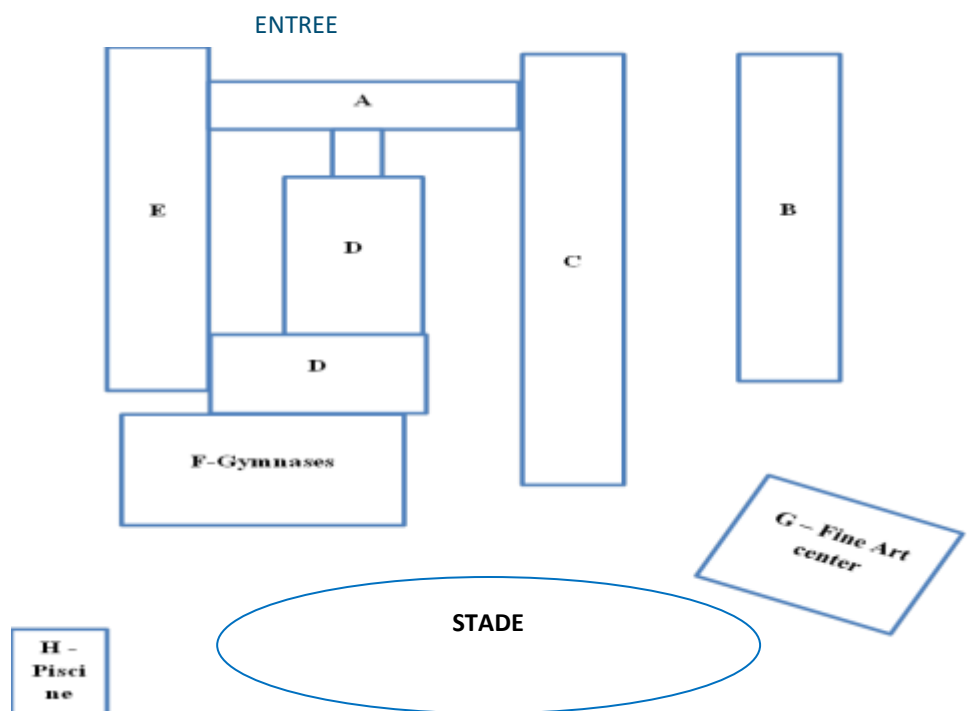 ENTREE
A
E
D
C
B
D
F-Gymnases
G – Fine Art
center
STADE
H -
Pisci
ne